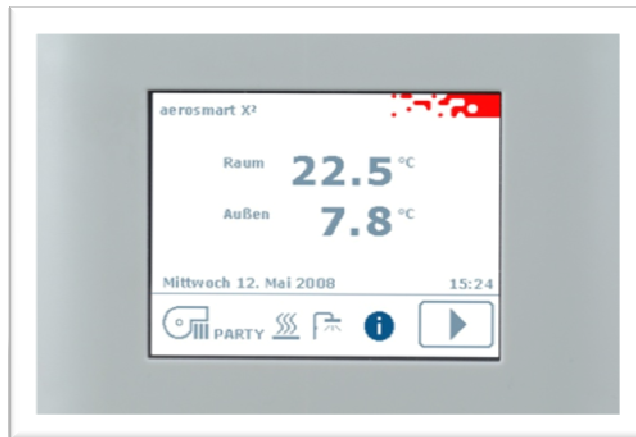 aerosmart X²
Raum 22.5 °C
Außen 7.8 °C
Mittwoch 12. Mai 2008 15:24
PARTY i